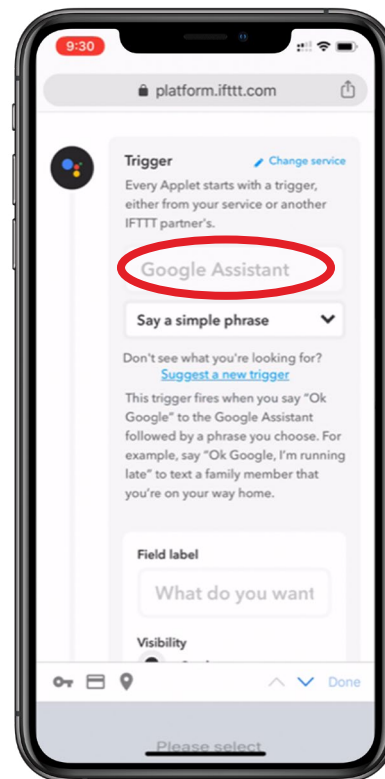 9:30
platform.ifttt.com
Trigger
Change service
Every Applet starts with a trigger,
either from your service or another
IFTTT partner's.
Google Assistant
Say a simple phrase
Don't see what you're looking for?
Suggest a new trigger
This trigger fires when you say "Ok
Google" to the Google Assistant
followed by a phrase you choose. For
example, say "Ok Google, I'm running
late" to text a family member that
you're on your way home.
Field label
What do you want
Visibility
Done
Please select